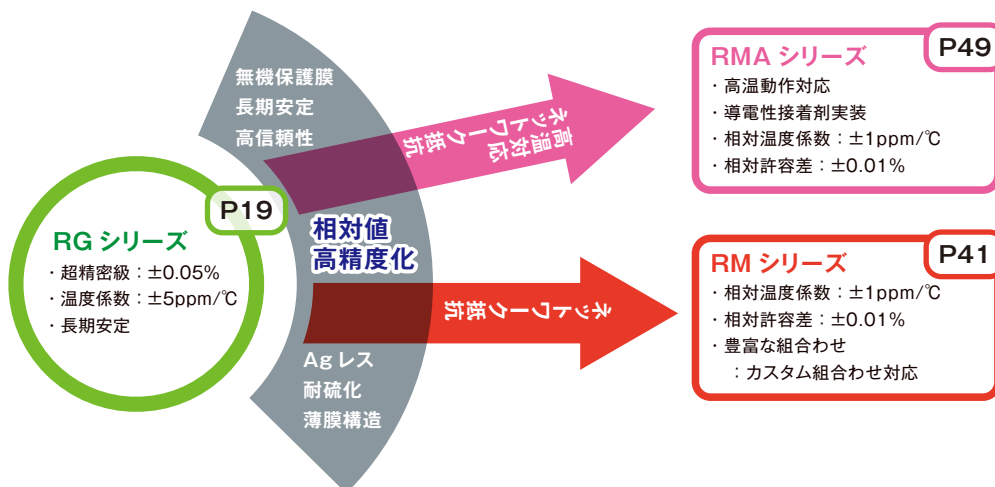 P19
RG シリーズ
・超精密級：±0.05%
・温度係数：±5ppm/℃
・長期安定
無機保護膜
長期安定
高信頼性
相対値
高精度化
Agレス
耐硫化
薄膜構造
高温対応
ネットワーク抵抗
ネットワーク抵抗
P49
RMA シリーズ
・高温動作対応
・導電性接着剤実装
・相対温度係数：±1ppm/℃
・相対許容差：±0.01%
P41
RM シリーズ
・相対温度係数：±1ppm/℃
・相対許容差：±0.01%
・豊富な組合わせ
：カスタム組合わせ対応